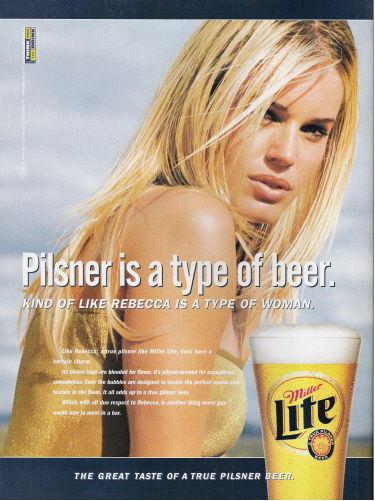 Pilsner is a type of beer.
KIND OF LIKE REBECCA IS A TYPE OF WOMAN.
Like Rebecca, a true pilsner like Miller Lite, does have a
certain charm.
Its choice hops are blended for flavor. It's pilsner-brewed for exceptional
smoothness. Even the bubbles are designed to create the perfect aroma and
texture in the foam. It all adds up to a true pilsner beer.
Which, with all due respect to Rebecca, is another thing every guy
would love to meet in a bar.
Miller
Lite
THE GREAT TASTE OF A TRUE PILSNER BEER.